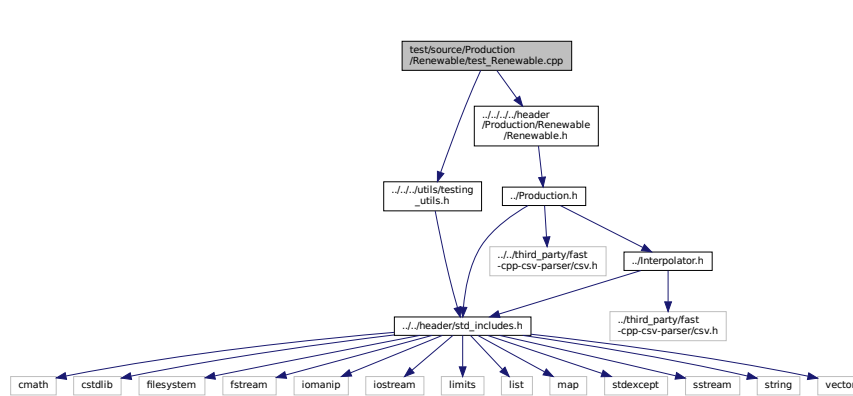 test/source/Production
/Renewable/test_Renewable.cpp
../../../../header
/Production/Renewable
/Renewable.h
../../../utils/testing
_utils.h
../Production.h
../../third_party/fast
-cpp-csv-parser/csv.h
../Interpolator.h
../third_party/fast
-cpp-csv-parser/csv.h
../../header/std_includes.h
cmath
cstdlib
filesystem
fstream
iomanip
iostream
limits
list
map
stdexcept
sstream
string
vector